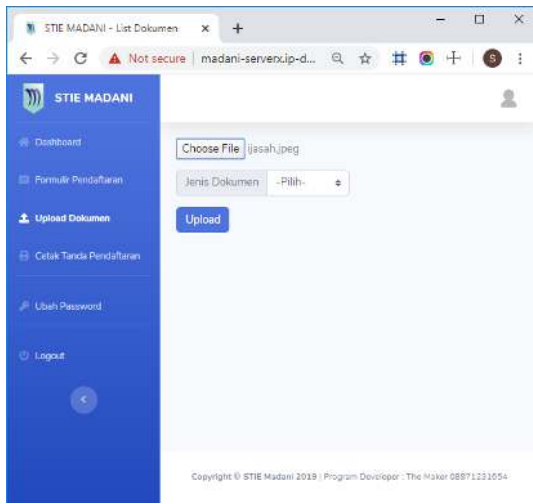 STIE MADANI - List Dokumen
Not secure | madani-serverx.ip-d...
S
STIE MADANI
Dashboard
Formulir Pendaftaran
Upload Dokumen
Cetak Tanda Pendaftaran
Ubah Password
Logout
Choose File ijasah.jpeg
Jenis Dokumen -Pilih-
Upload
Copyright © STIE Madani 2019 | Program Developer : The Maker 08871231654